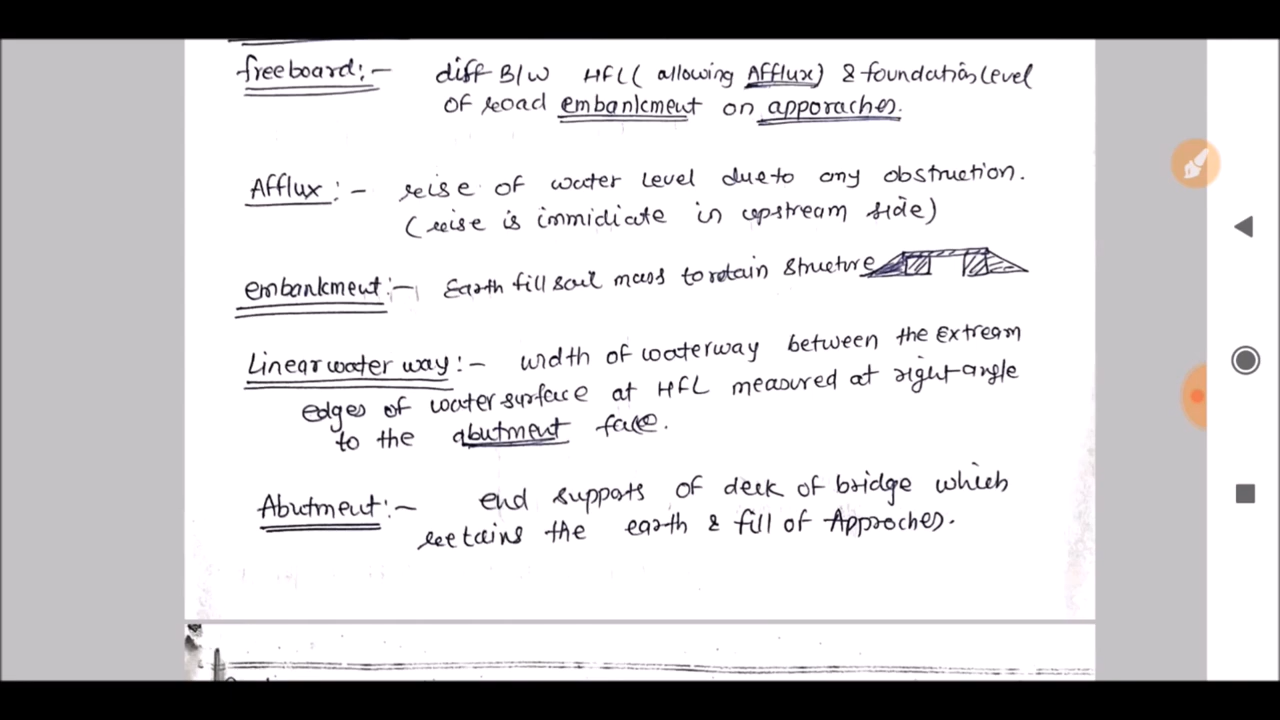 freeboard:- diff B/W HFL( allowing Afflux) & foundation level
of road embankment on apporaches.
Afflux:- reise of water level due to any obstruction.
(reise is immidiate in upstream side)
embankment:- Earth fill soil mass to retain structure
Linear water way:- width of waterway between the Extream
edges of water surface at HFL measured at right angle
to the abutment face.
Abutment:- end supports of deck of bridge which
reetains the earth & fill of Approches.